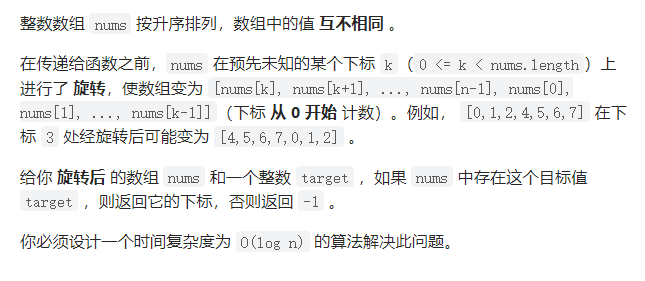 整数数组 nums 按升序排列，数组中的值 互不相同 。
在传递给函数之前，nums 在预先未知的某个下标 k（0 <= k < nums.length）上
进行了 旋转，使数组变为 [nums[k], nums[k+1], ..., nums[n-1], nums[0],
nums[1], ..., nums[k-1]]（下标 从 0 开始 计数）。例如， [0,1,2,4,5,6,7] 在下
标 3 处经旋转后可能变为 [4,5,6,7,0,1,2] 。
给你 旋转后 的数组 nums 和一个整数 target ，如果 nums 中存在这个目标值
target ，则返回它的下标，否则返回 -1 。
你必须设计一个时间复杂度为 O(log n) 的算法解决此问题。